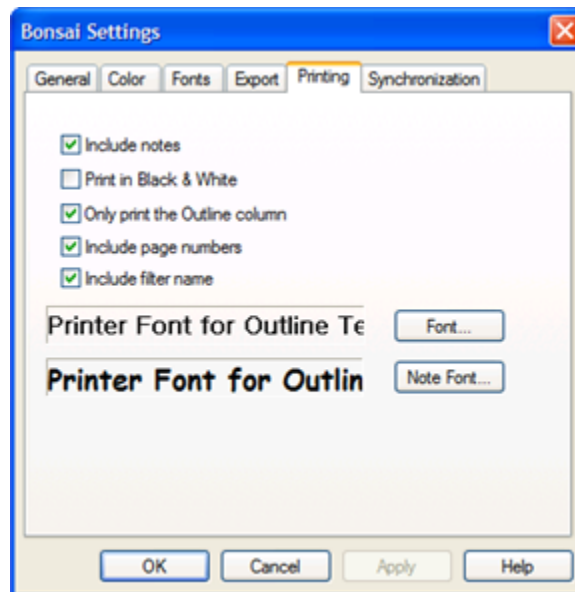 Bonsai Settings
General Color Fonts Export Printing Synchronization
Include notes
Print in Black & White
Only print the Outline column
Include page numbers
Include filter name
Printer Font for Outline Te Font...
Printer Font for Outlin Note Font...
OK Cancel Apply Help